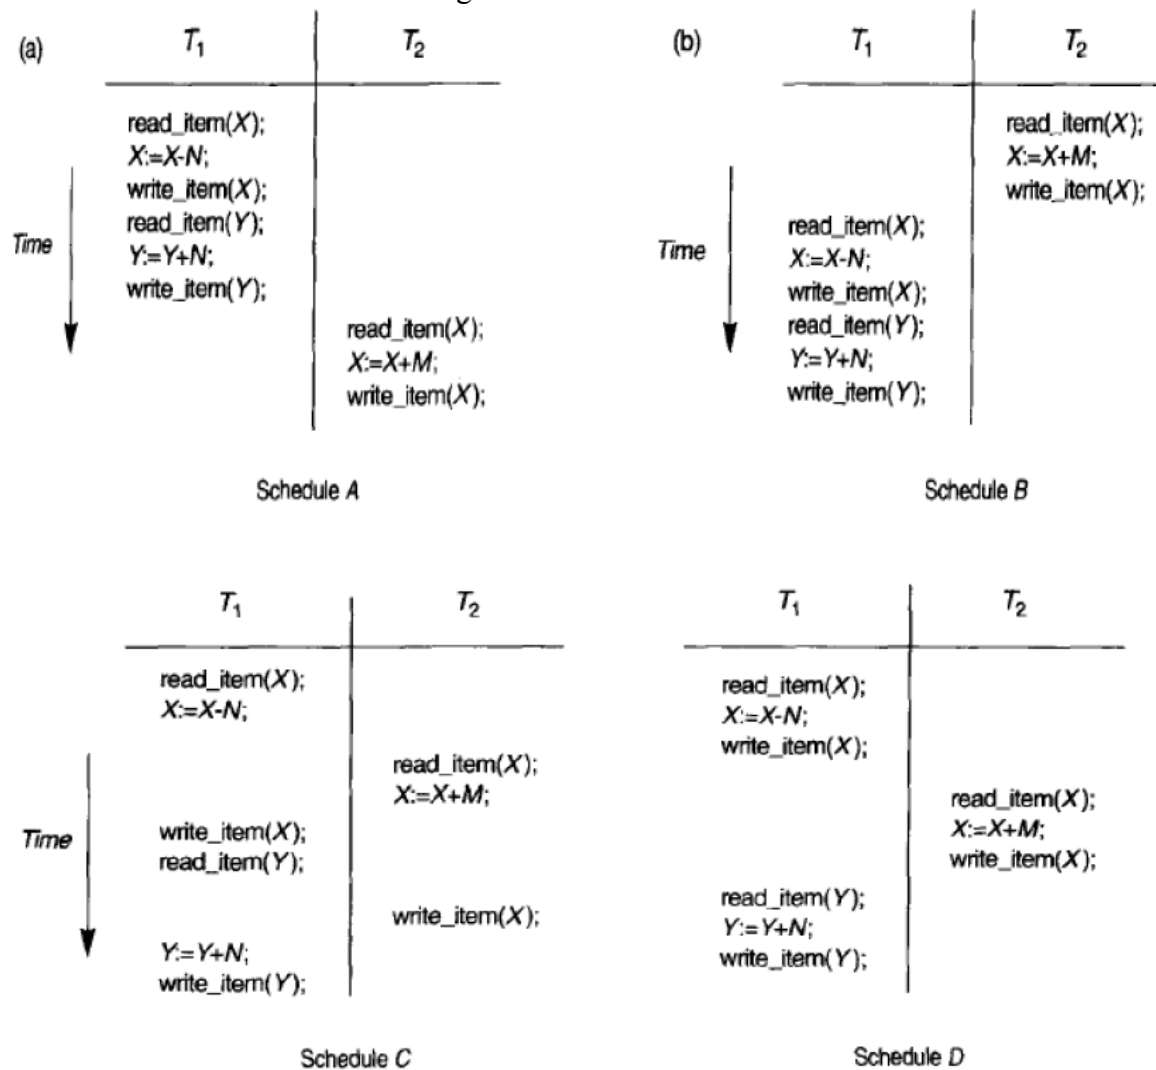 (a)
T₁ T₂
read_item(X);
X:=X-N;
write_item(X);
read_item(Y);
Time
Y:=Y+N;
write_item(Y);
read_item(X);
X:=X+M;
write_item(X);
Schedule A
(b)
T₁ T₂
read_item(X);
X:=X+M;
write_item(X);
read_item(X);
Time
X:=X-N;
write_item(X);
read_item(Y);
Y:=Y+N;
write_item(Y);
Schedule B
T₁ T₂
read_item(X);
X:=X-N;
read_item(X);
X:=X+M;
Time
write_item(X);
read_item(Y);
write_item(X);
Y:=Y+N;
write_item(Y);
Schedule C
T₁ T₂
read_item(X);
X:=X-N;
write_item(X);
read_item(X);
X:=X+M;
write_item(X);
read_item(Y);
Y:=Y+N;
write_item(Y);
Schedule D